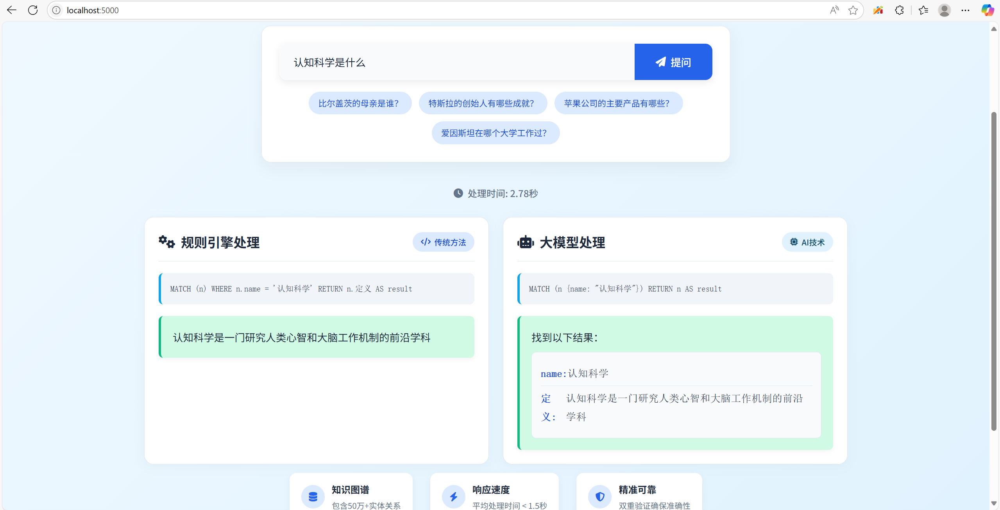 localhost:5000
认知科学是什么
提问
比尔盖茨的母亲是谁？
特斯拉的创始人有哪些成就？
苹果公司的主要产品有哪些？
爱因斯坦在哪个大学工作过？
处理时间: 2.78秒
规则引擎处理
传统方法
MATCH (n) WHERE n.name = '认知科学' RETURN n.定义 AS result
认知科学是一门研究人类心智和大脑工作机制的前沿学科
大模型处理
AI技术
MATCH (n {name: "认知科学"}) RETURN n AS result
找到以下结果：
name:认知科学
定义: 认知科学是一门研究人类心智和大脑工作机制的前沿
学科
知识图谱
包含50万+实体关系
响应速度
平均处理时间 < 1.5秒
精准可靠
双重验证确保准确性